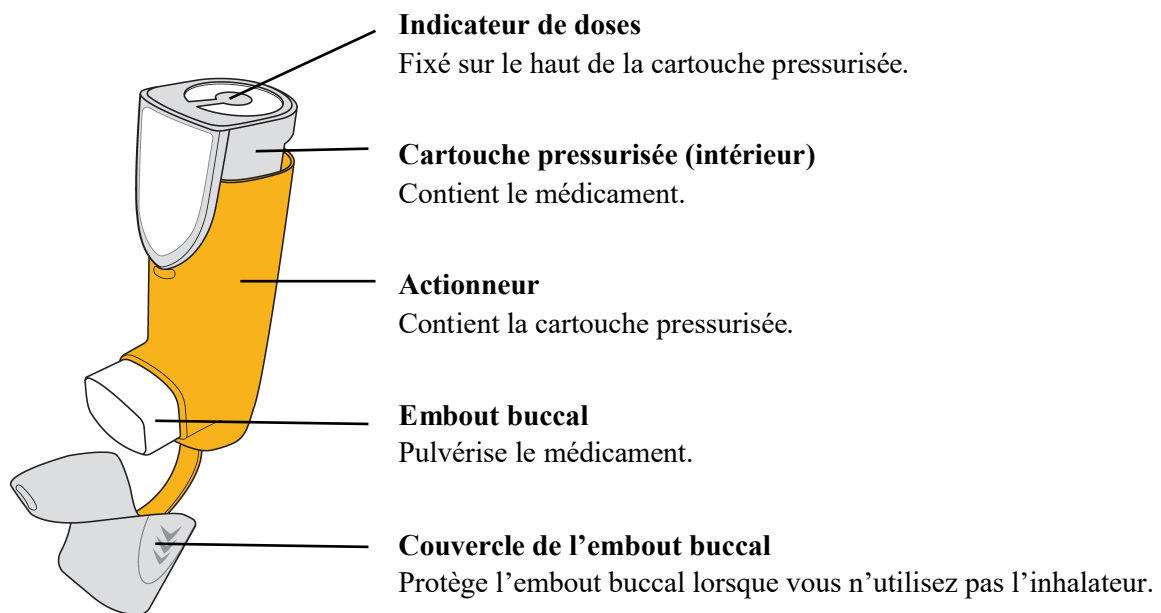 Indicateur de doses
Fixé sur le haut de la cartouche pressurisée.
Cartouche pressurisée (intérieur)
Contient le médicament.
Actionneur
Contient la cartouche pressurisée.
Embout buccal
Pulvérise le médicament.
Couvercle de l’embout buccal
Protège l’embout buccal lorsque vous n’utilisez pas l’inhalateur.